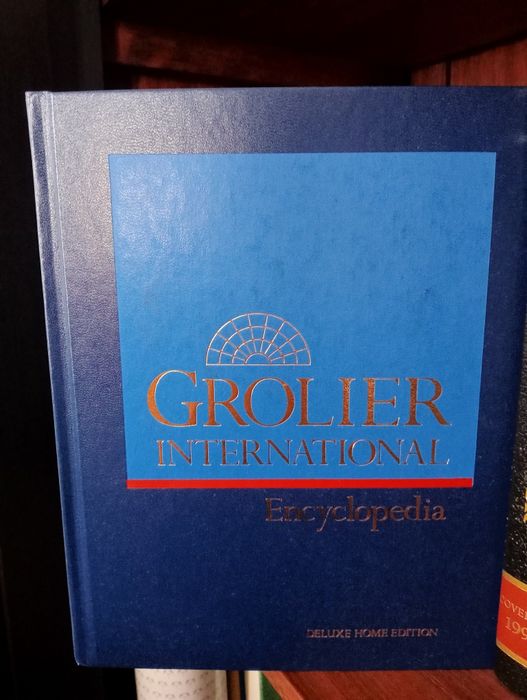 GROLIER
INTERNATIONAL
Encyclopedia
DELUXE HOME EDITION